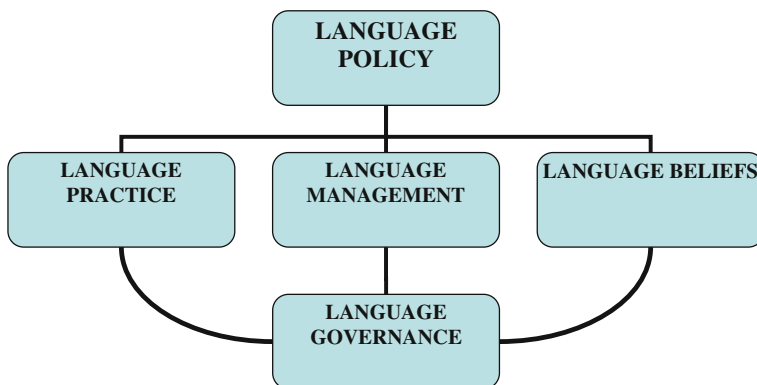 LANGUAGE
POLICY
LANGUAGE
PRACTICE
LANGUAGE
MANAGEMENT
LANGUAGE BELIEFS
LANGUAGE
GOVERNANCE